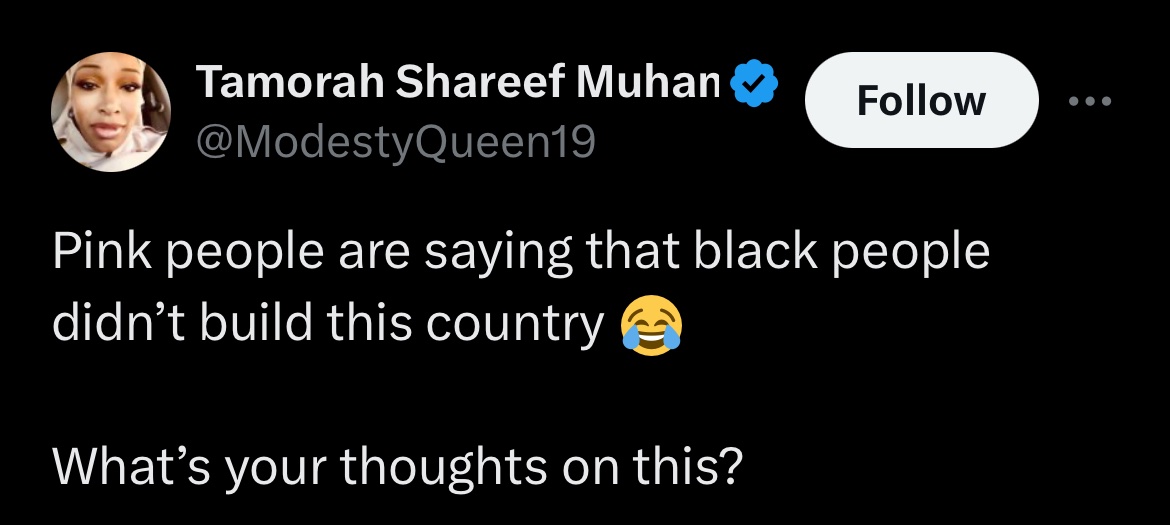 Tamorah Shareef Muhan
Follow
@ModestyQueen19
Pink people are saying that black people
didn’t build this country 😂
What’s your thoughts on this?